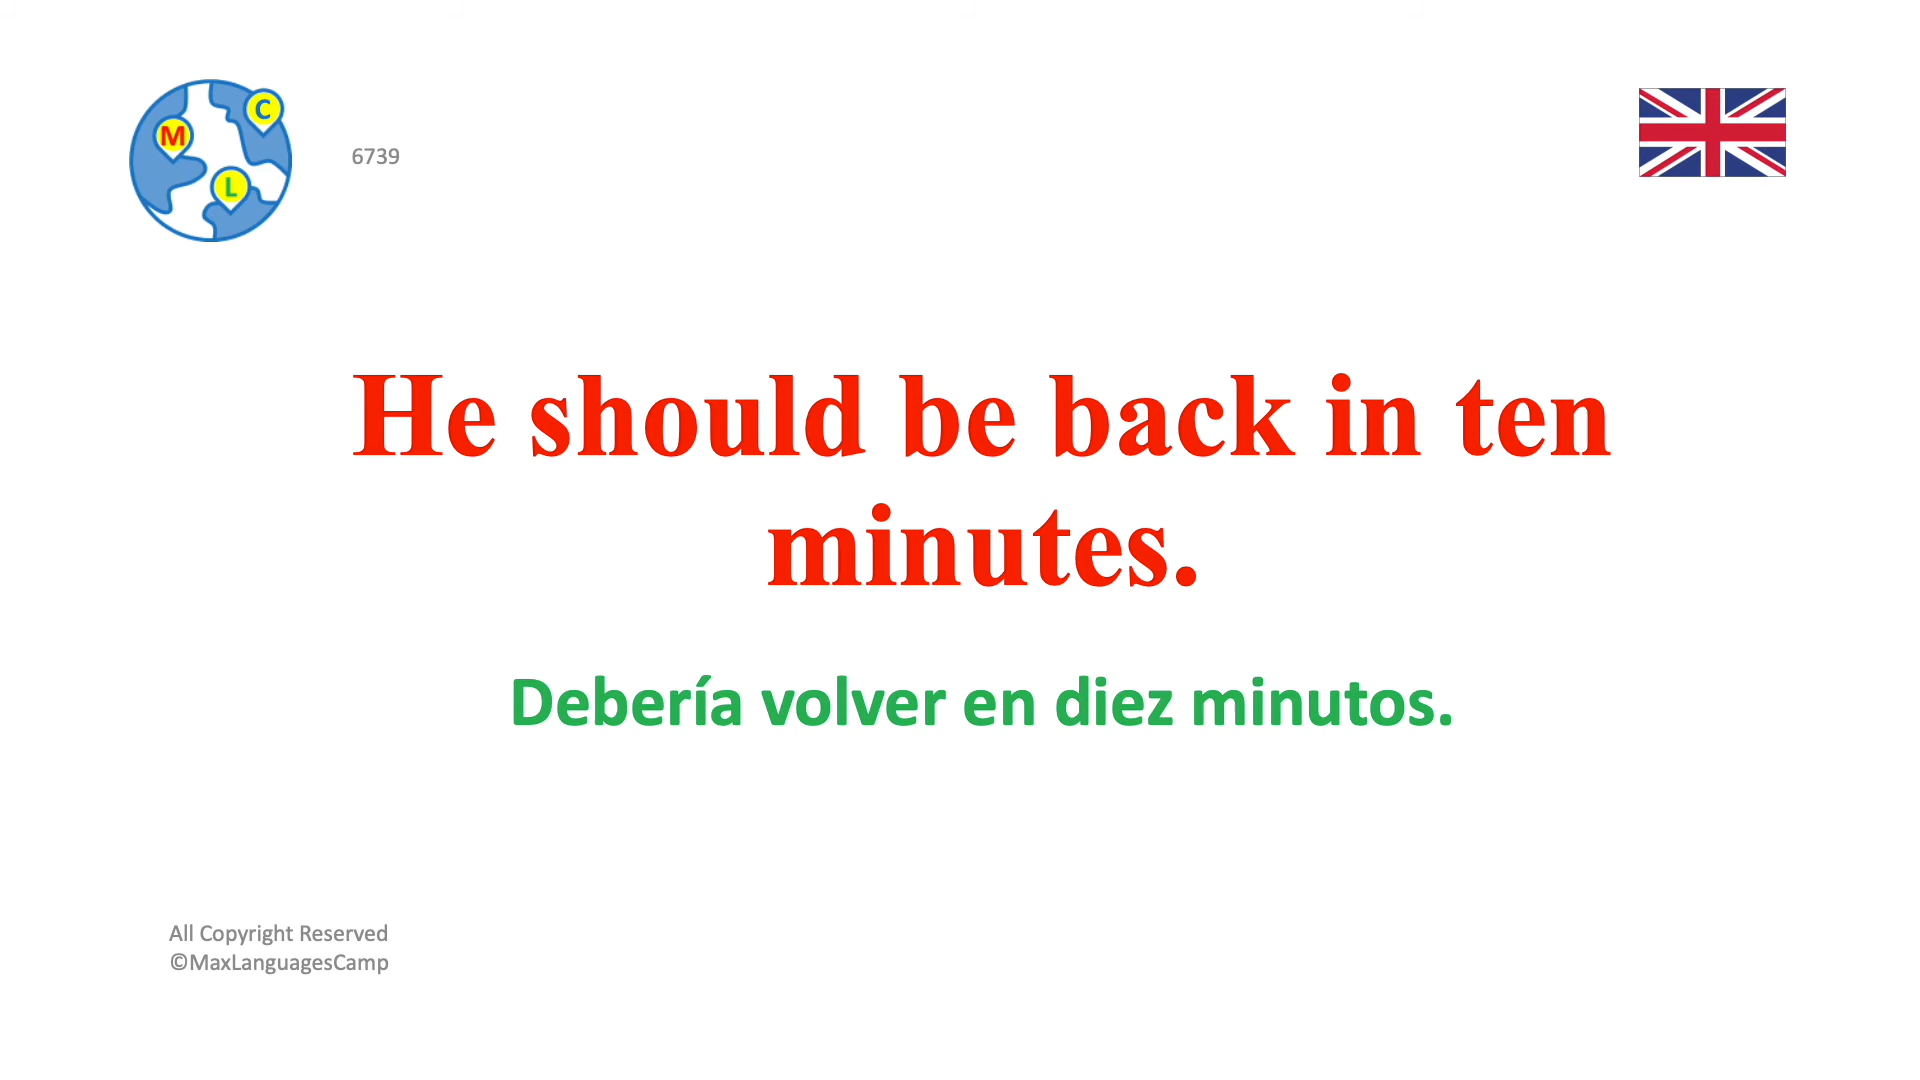 C
M
L
6739
He should be back in ten
minutes.
Debería volver en diez minutos.
All Copyright Reserved
©MaxLanguagesCamp